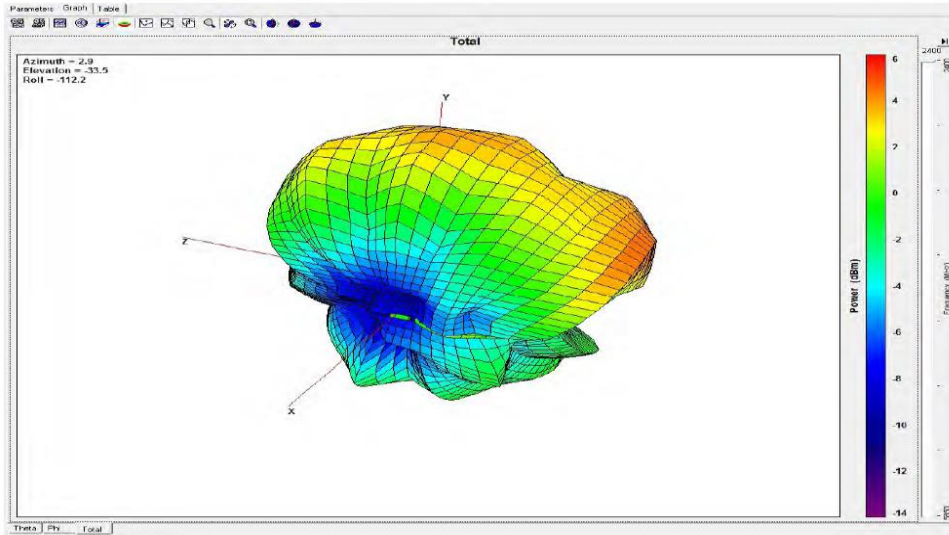 Parameters Graph Table
Total
Azimuth = 2.9
Elevation = -33.5
Roll = -112.2
Y
Z
X
6
4
2
0
-2
-4
-6
-8
-10
-12
-14
Power (dBm)
2400
Theta Phi Total